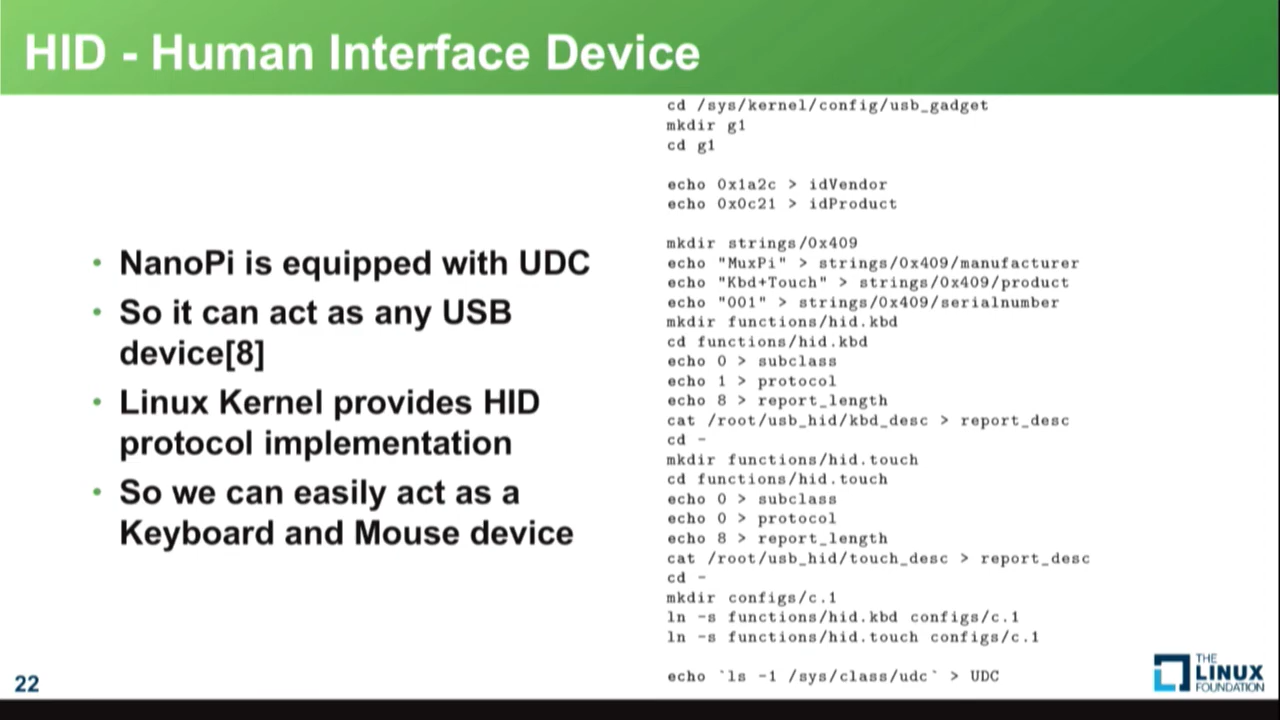 HID - Human Interface Device
• NanoPi is equipped with UDC
• So it can act as any USB
device[8]
• Linux Kernel provides HID
protocol implementation
• So we can easily act as a
Keyboard and Mouse device
cd /sys/kernel/config/usb_gadget
mkdir g1
cd g1
echo 0x1a2c > idVendor
echo 0x0c21 > idProduct
mkdir strings/0x409
echo "MuxPi" > strings/0x409/manufacturer
echo "Kbd+Touch" > strings/0x409/product
echo "001" > strings/0x409/serialnumber
mkdir functions/hid.kbd
cd functions/hid.kbd
echo 0 > subclass
echo 1 > protocol
echo 8 > report_length
cat /root/usb_hid/kbd_desc > report_desc
cd -
mkdir functions/hid.touch
cd functions/hid.touch
echo 0 > subclass
echo 0 > protocol
echo 8 > report_length
cat /root/usb_hid/touch_desc > report_desc
cd -
mkdir configs/c.1
ln -s functions/hid.kbd configs/c.1
ln -s functions/hid.touch configs/c.1
echo `ls -1 /sys/class/udc` > UDC
22
THE
LINUX
FOUNDATION